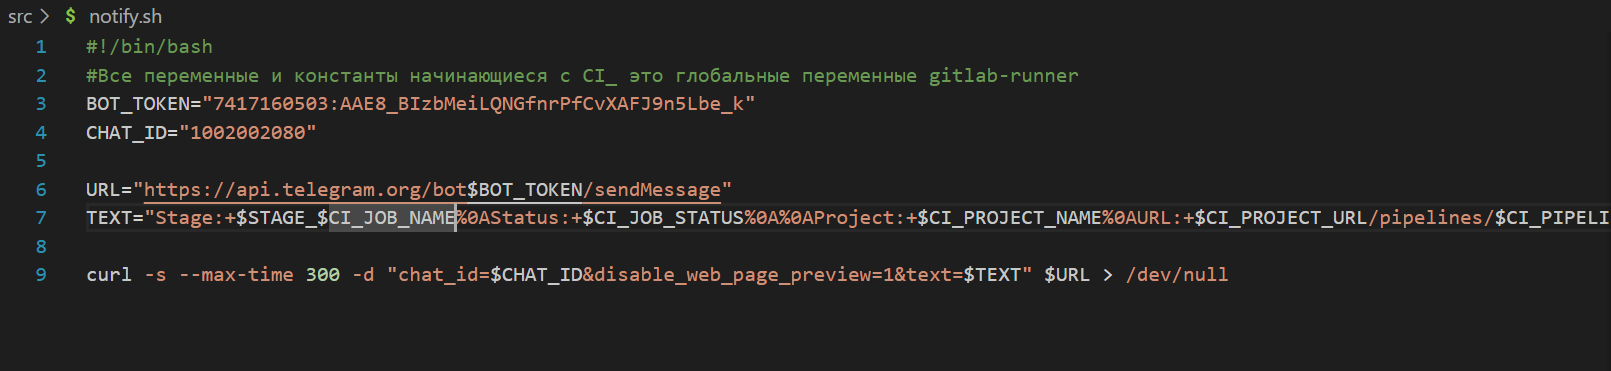 src > $ notify.sh
1 #!/bin/bash
2 #Все переменные и константы начинающиеся с CI_ это глобальные переменные gitlab-runner
3 BOT_TOKEN="7417160503:AAE8_BIzbMeiLQNGfnrPfCvXAFJ9n5Lbe_k"
4 CHAT_ID="1002002080"
5
6 URL="https://api.telegram.org/bot$BOT_TOKEN/sendMessage"
7 TEXT="Stage:+$STAGE_$CI_JOB_NAME%0AStatus:+$CI_JOB_STATUS%0A%0AProject:+$CI_PROJECT_NAME%0AURL:+$CI_PROJECT_URL/pipelines/$CI_PIPELI
8
9 curl -s --max-time 300 -d "chat_id=$CHAT_ID&disable_web_page_preview=1&text=$TEXT" $URL > /dev/null